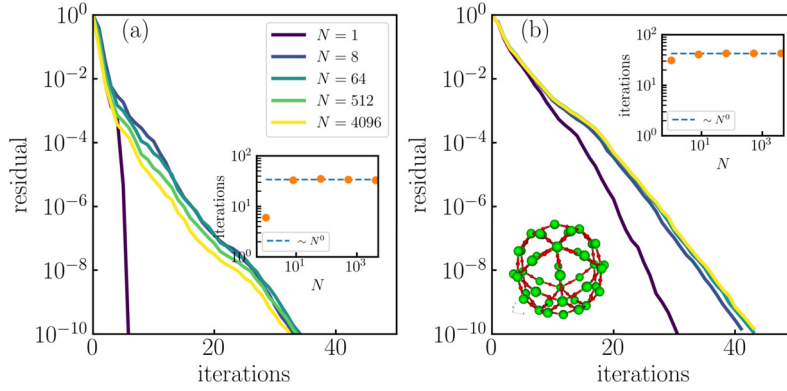 (a)
N = 1
N = 8
N = 64
N = 512
N = 4096
10^0
10^-2
10^-4
10^-6
10^-8
10^-10
residual
0 20 40
iterations
10^2
10^1
10^0
iterations
~ N^0
10^1 10^3
N
(b)
10^0
10^-2
10^-4
10^-6
10^-8
10^-10
residual
0 20 40
iterations
10^2
10^1
10^0
iterations
~ N^0
10^1 10^3
N